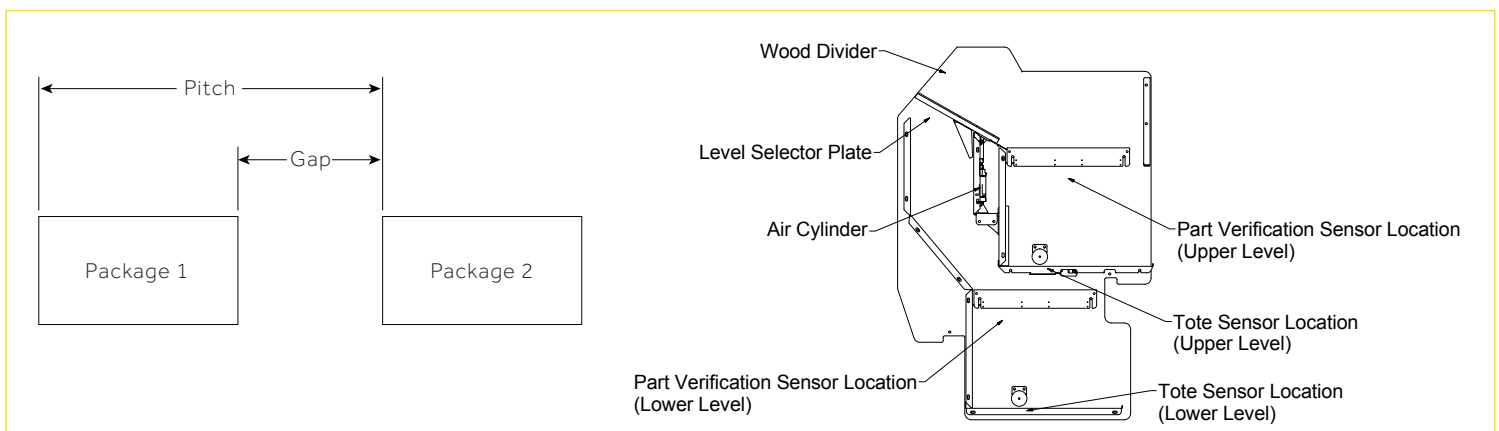 Pitch
Gap
Package 1
Package 2
Wood Divider
Level Selector Plate
Air Cylinder
Part Verification Sensor Location
(Upper Level)
Tote Sensor Location
(Upper Level)
Part Verification Sensor Location
(Lower Level)
Tote Sensor Location
(Lower Level)